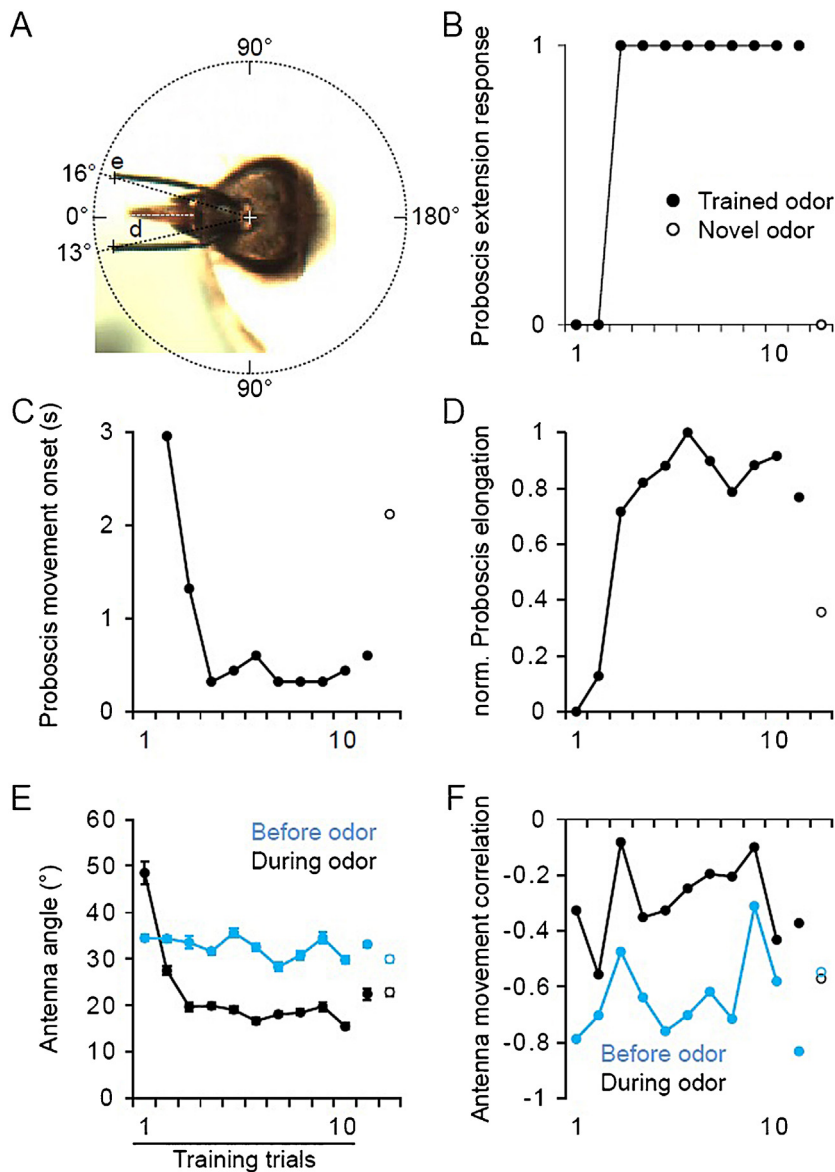 A
90°
16°
e
0°
d
13°
180°
90°
B
Proboscis extension response
1
0
Trained odor
Novel odor
1
10
C
Proboscis movement onset (s)
3
2
1
0
1
10
D
norm. Proboscis elongation
1
0.8
0.6
0.4
0.2
0
1
10
E
Antenna angle (°)
60
50
40
30
20
10
0
Before odor
During odor
1
10
Training trials
F
Antenna movement correlation
0
-0.2
-0.4
-0.6
-0.8
-1
Before odor
During odor
1
10